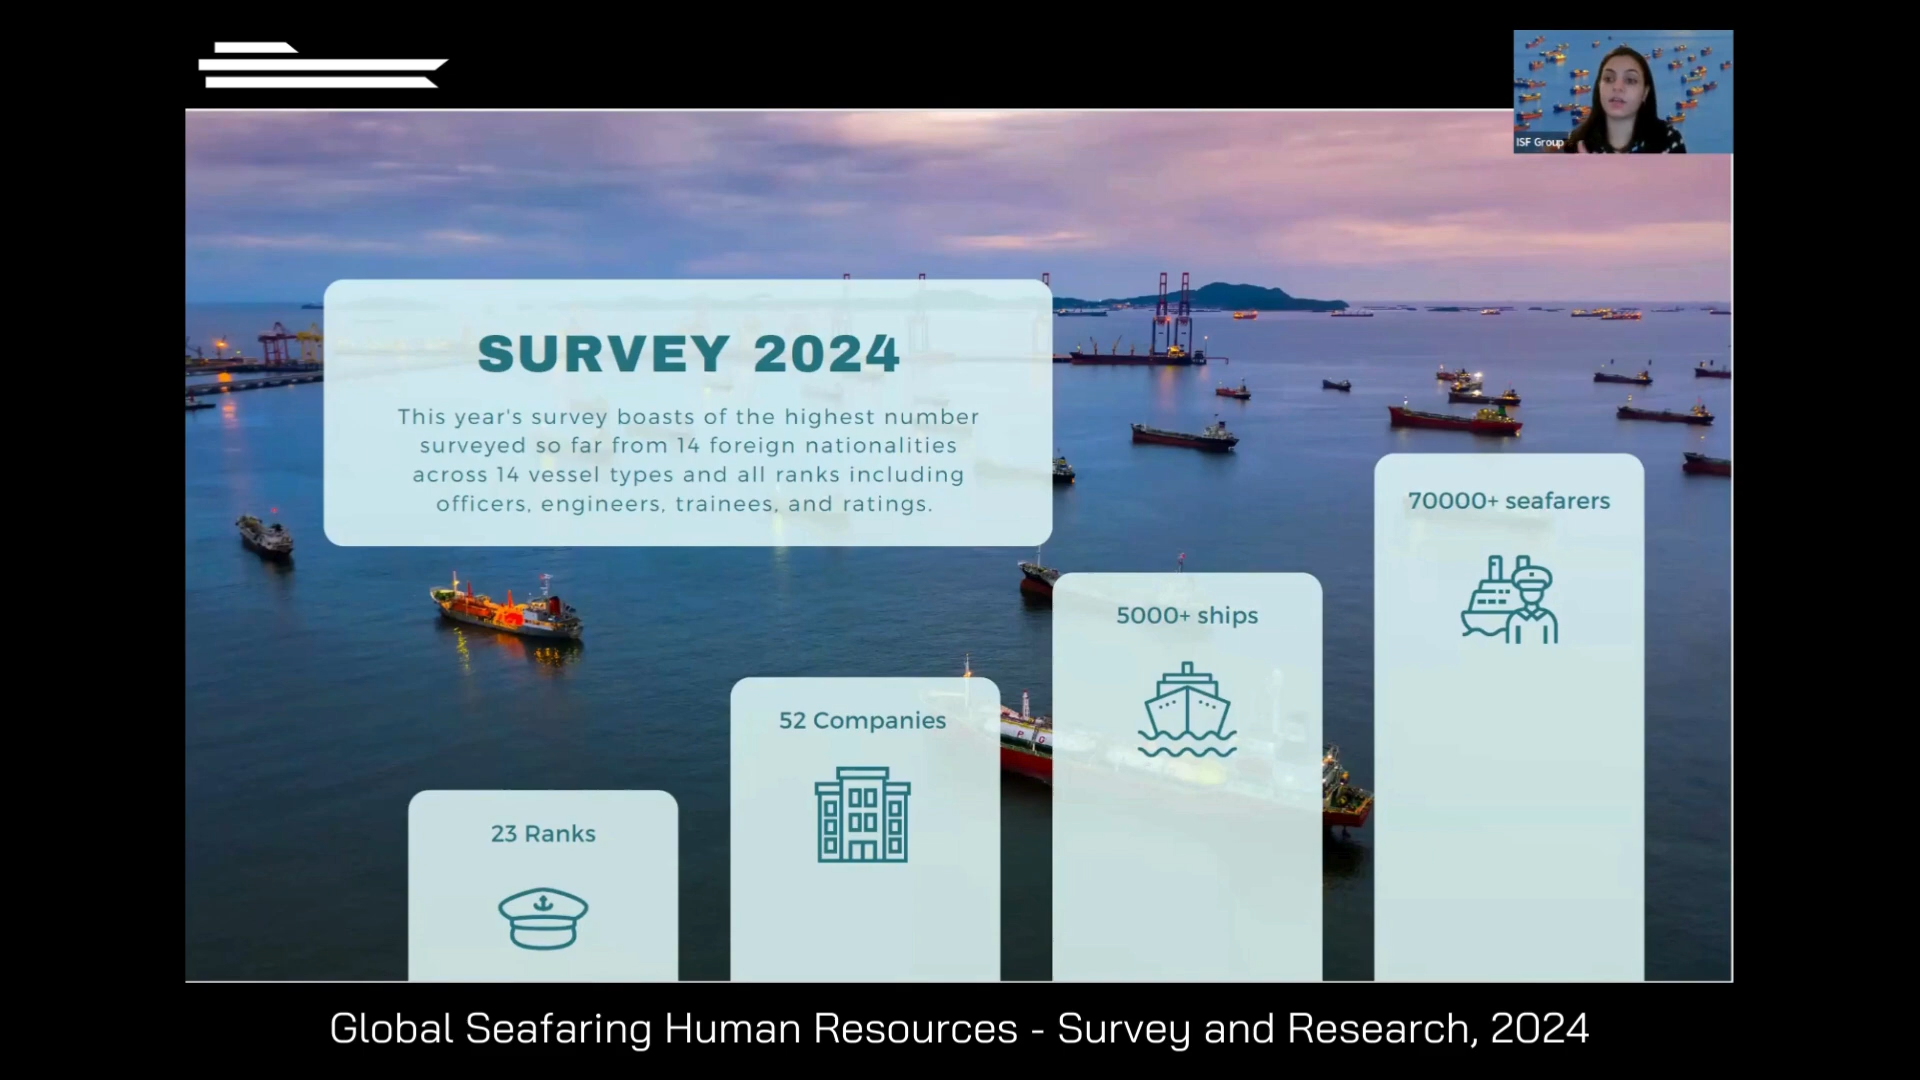 ISF Group
SURVEY 2024
This year's survey boasts of the highest number
surveyed so far from 14 foreign nationalities
across 14 vessel types and all ranks including
officers, engineers, trainees, and ratings.
70000+ seafarers
5000+ ships
52 Companies
23 Ranks
P G
Global Seafaring Human Resources - Survey and Research, 2024